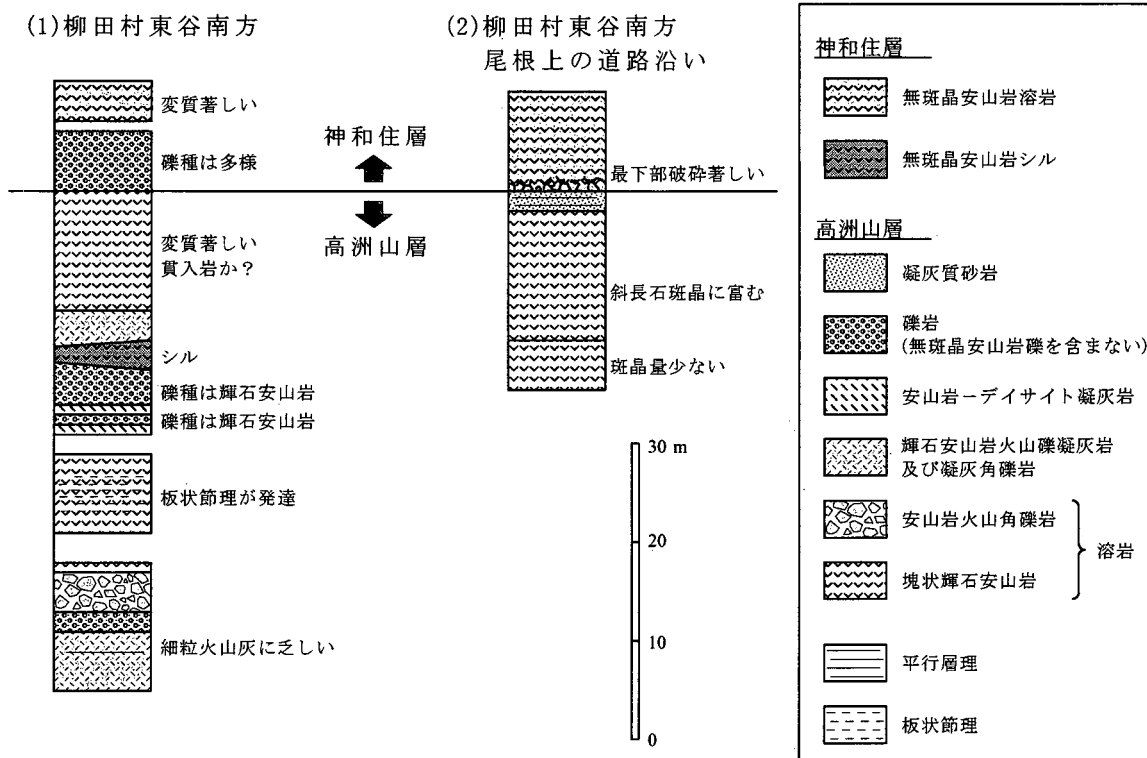 (1)柳田村東谷南方
変質著しい
礫種は多様
変質著しい
貫入岩か？
シル
礫種は輝石安山岩
礫種は輝石安山岩
板状節理が発達
細粒火山灰に乏しい
神和住層
高洲山層
(2)柳田村東谷南方
尾根上の道路沿い
最下部破砕著しい
斜長石斑晶に富む
斑晶量少ない
30 m
20
10
0
神和住層
無斑晶安山岩溶岩
無斑晶安山岩シル
高洲山層
凝灰質砂岩
礫岩
(無斑晶安山岩礫を含まない)
安山岩－デイサイト凝灰岩
輝石安山岩火山礫凝灰岩
及び凝灰角礫岩
安山岩火山角礫岩
塊状輝石安山岩
溶岩
平行層理
板状節理